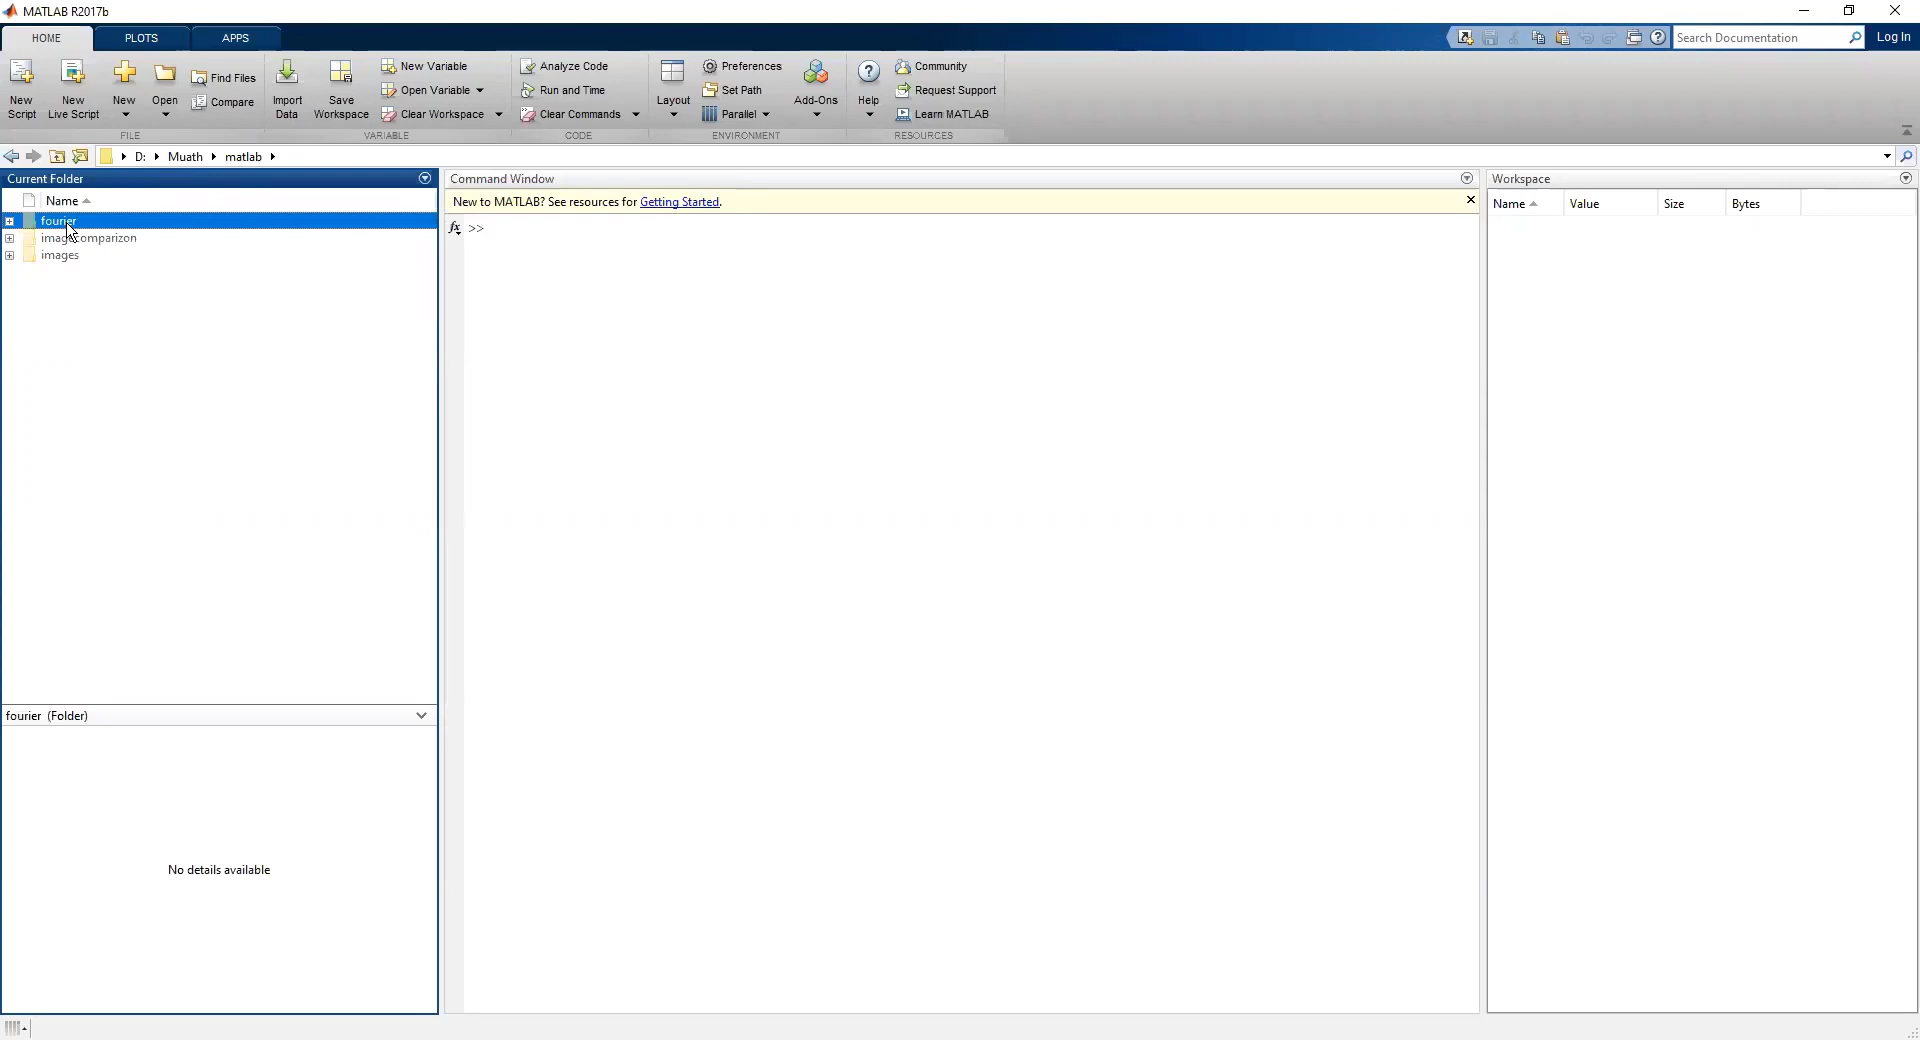 MATLAB R2017b
HOME PLOTS APPS
Search Documentation Log In
New Script
New Live Script
New
Open
Find Files
Compare
FILE
Import Data
Save Workspace
New Variable
Open Variable
Clear Workspace
VARIABLE
Analyze Code
Run and Time
Clear Commands
CODE
Layout
Preferences
Set Path
Parallel
Add-Ons
ENVIRONMENT
Help
Community
Request Support
Learn MATLAB
RESOURCES
D: Muath matlab
Current Folder
Name
fourier
images
fourier (Folder)
No details available
Command Window
New to MATLAB? See resources for Getting Started.
fx >>
Workspace
Name Value Size Bytes